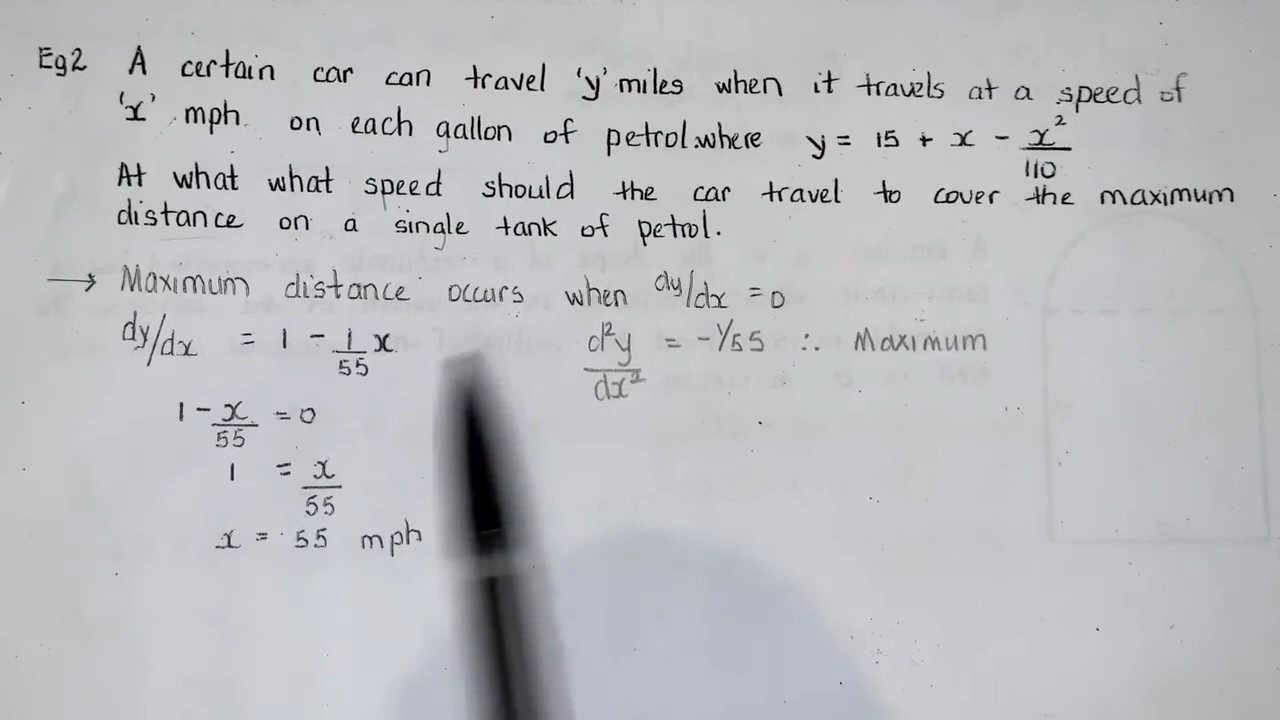 Eg2 A certain car can travel 'y' miles when it travels at a speed of
'x' mph on each gallon of petrol. where y = 15 + x - x²/110
At what what speed should the car travel to cover the maximum
distance on a single tank of petrol.
→ Maximum distance occurs when dy/dx = 0
dy/dx = 1 - 1/55 x d²y/dx² = -1/55 ∴ Maximum
1 - x/55 = 0
1 = x/55
x = 55 mph